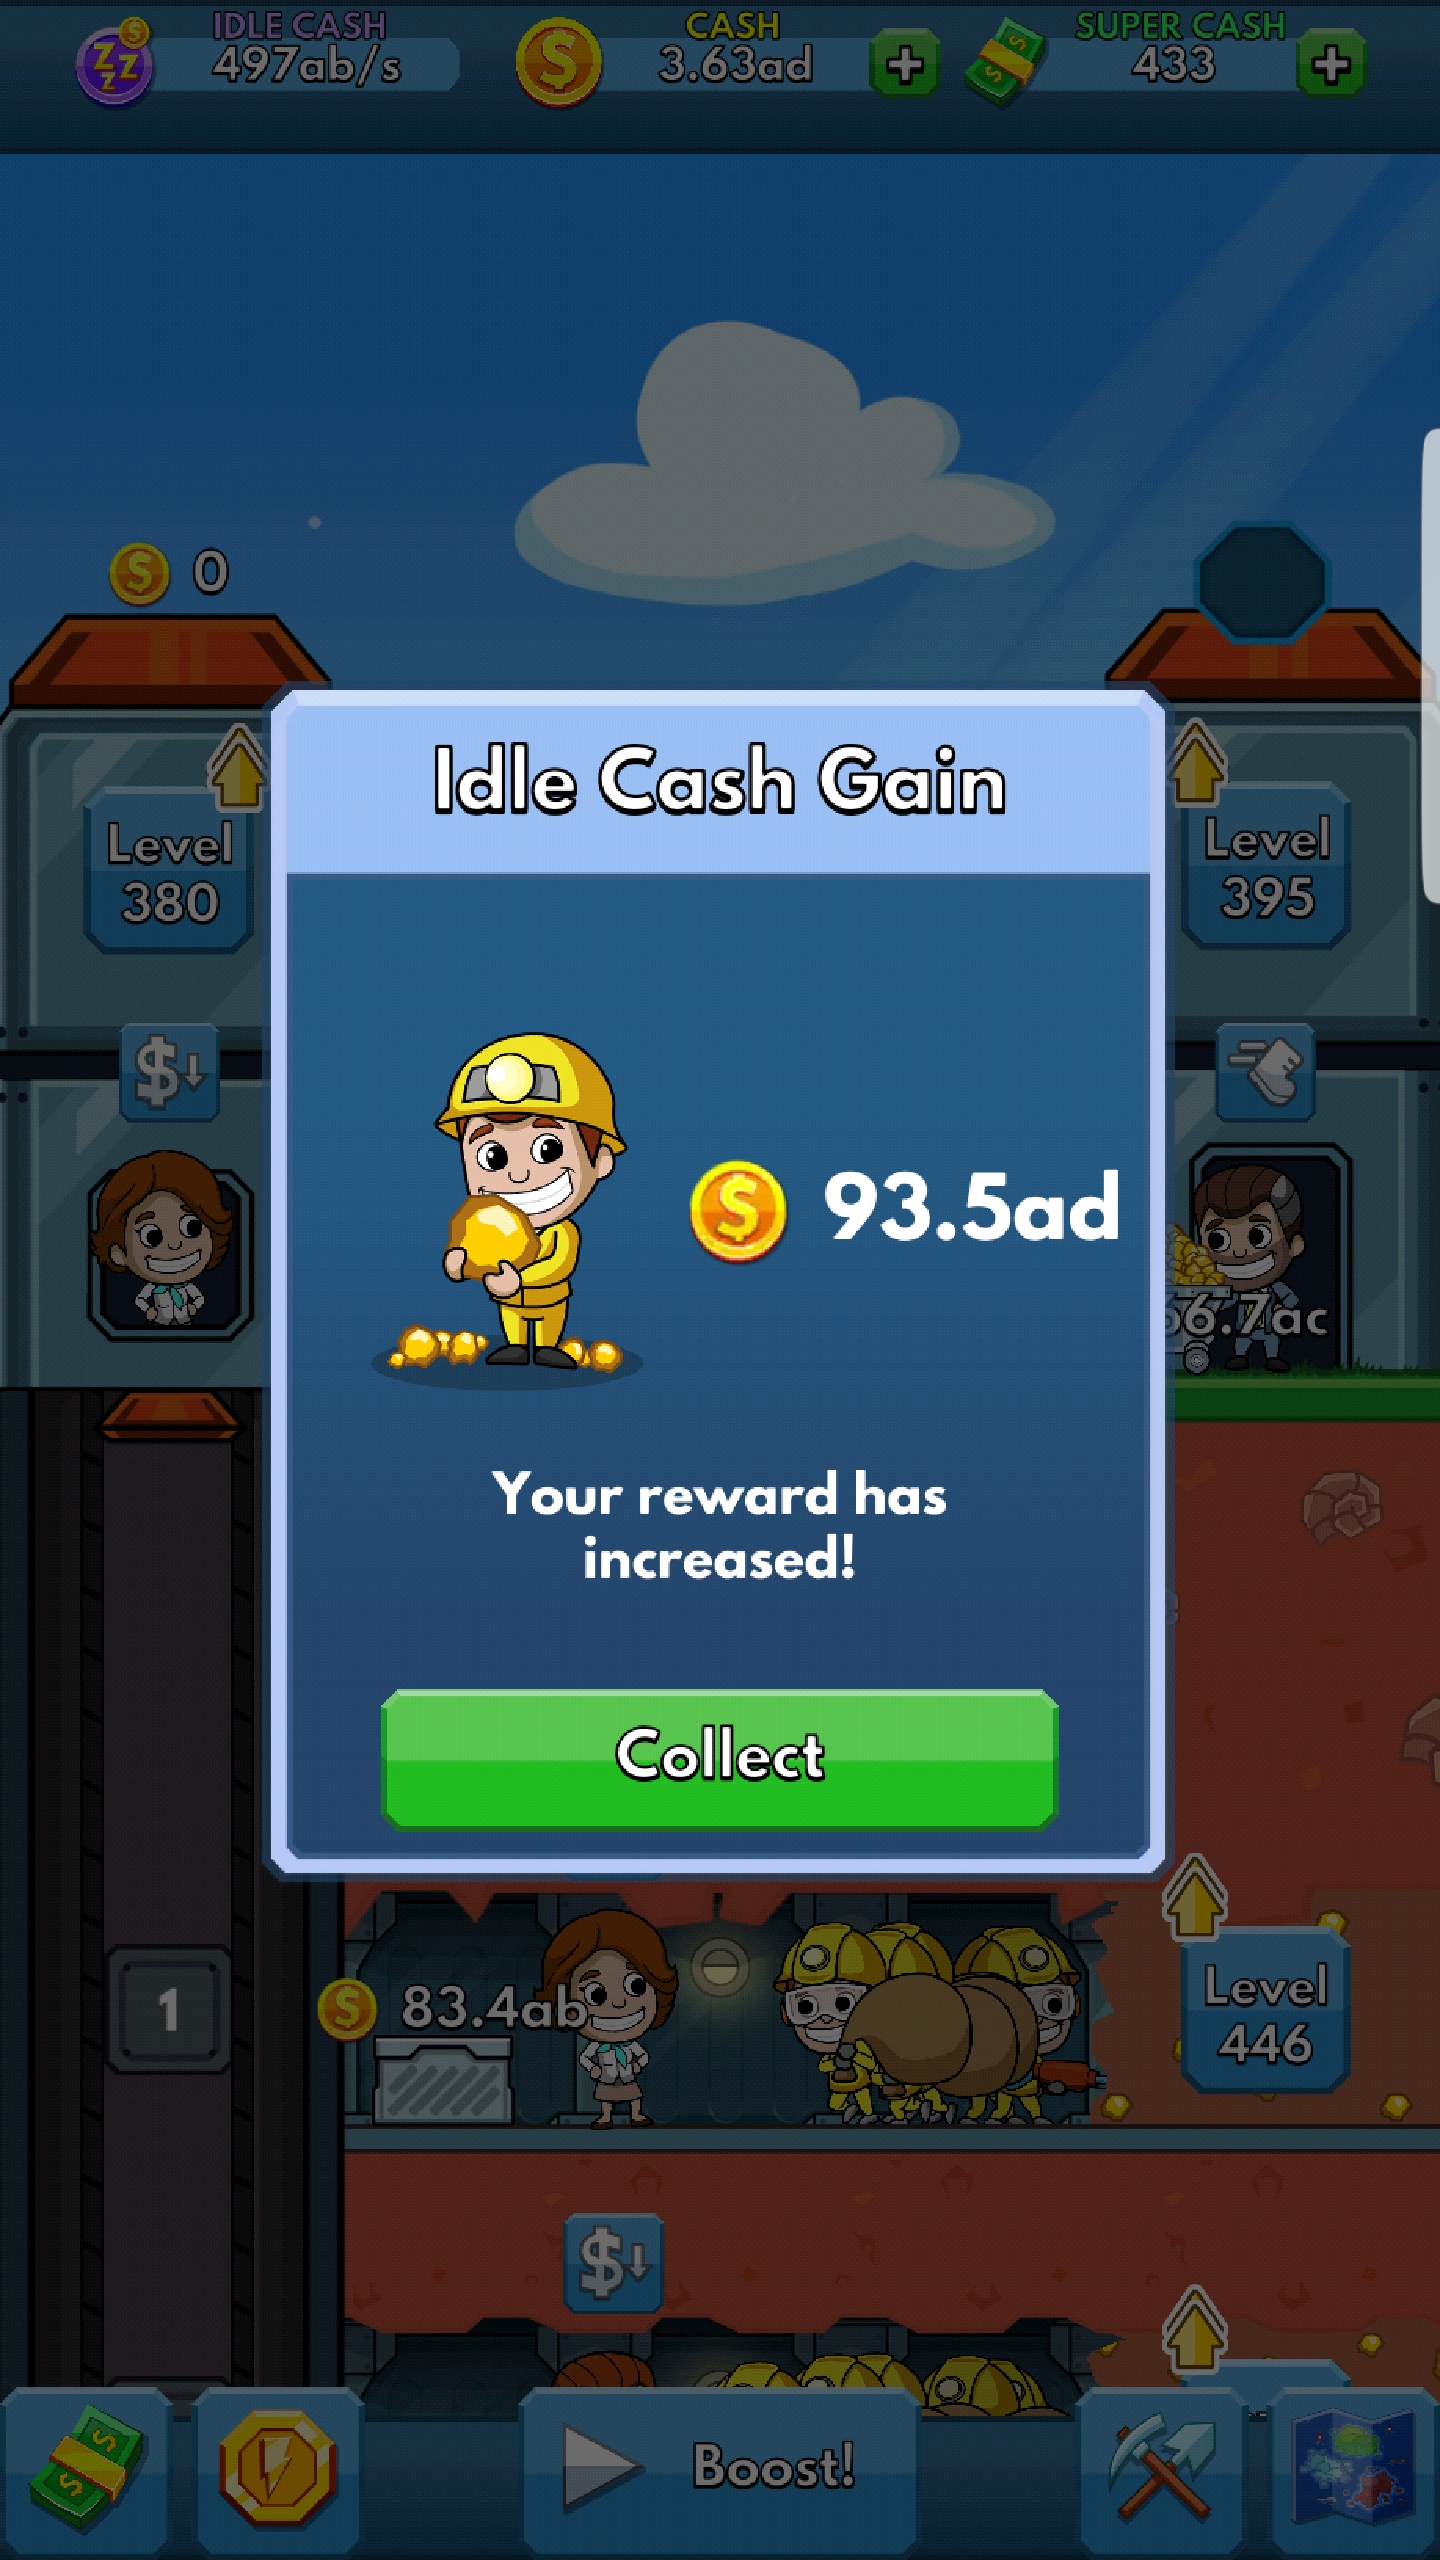 IDLE CASH
497ab/s
CASH
3.63ad
SUPER CASH
433
0
Level
380
Level
395
Idle Cash Gain
93.5ad
6.7ac
Your reward has
increased!
Collect
1
83.4ab
Level
446
Boost!